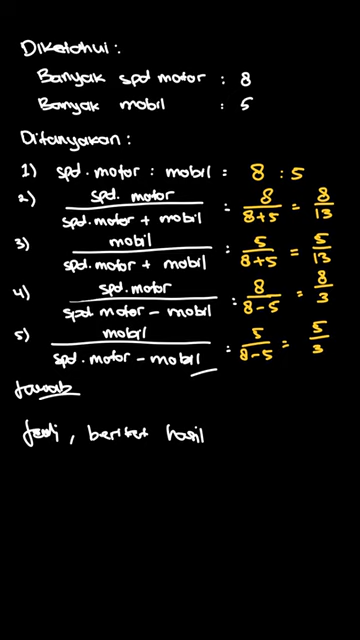 Diketahui :
Banyak spd motor : 8
Banyak mobil : 5
Ditanyakan :
1) spd. motor : mobil = 8 : 5
2) spd. motor / spd. motor + mobil = 8 / 8 + 5 = 8 / 13
3) mobil / spd. motor + mobil = 5 / 8 + 5 = 5 / 13
4) spd. motor / spd. motor - mobil = 8 / 8 - 5 = 8 / 3
5) mobil / spd. motor - mobil = 5 / 8 - 5 = 5 / 3
Jawab
Jadi, berikut hasil